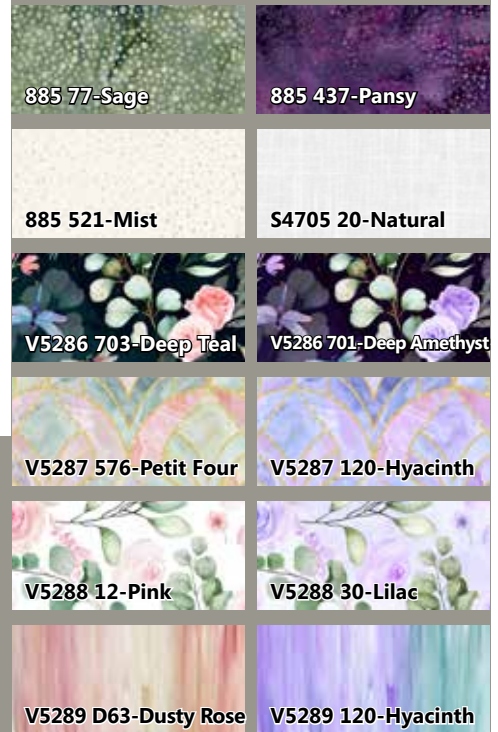 885 77-Sage
885 437-Pansy
885 521-Mist
S4705 20-Natural
V5286 703-Deep Teal
V5286 701-Deep Amethyst
V5287 576-Petit Four
V5287 120-Hyacinth
V5288 12-Pink
V5288 30-Lilac
V5289 D63-Dusty Rose
V5289 120-Hyacinth